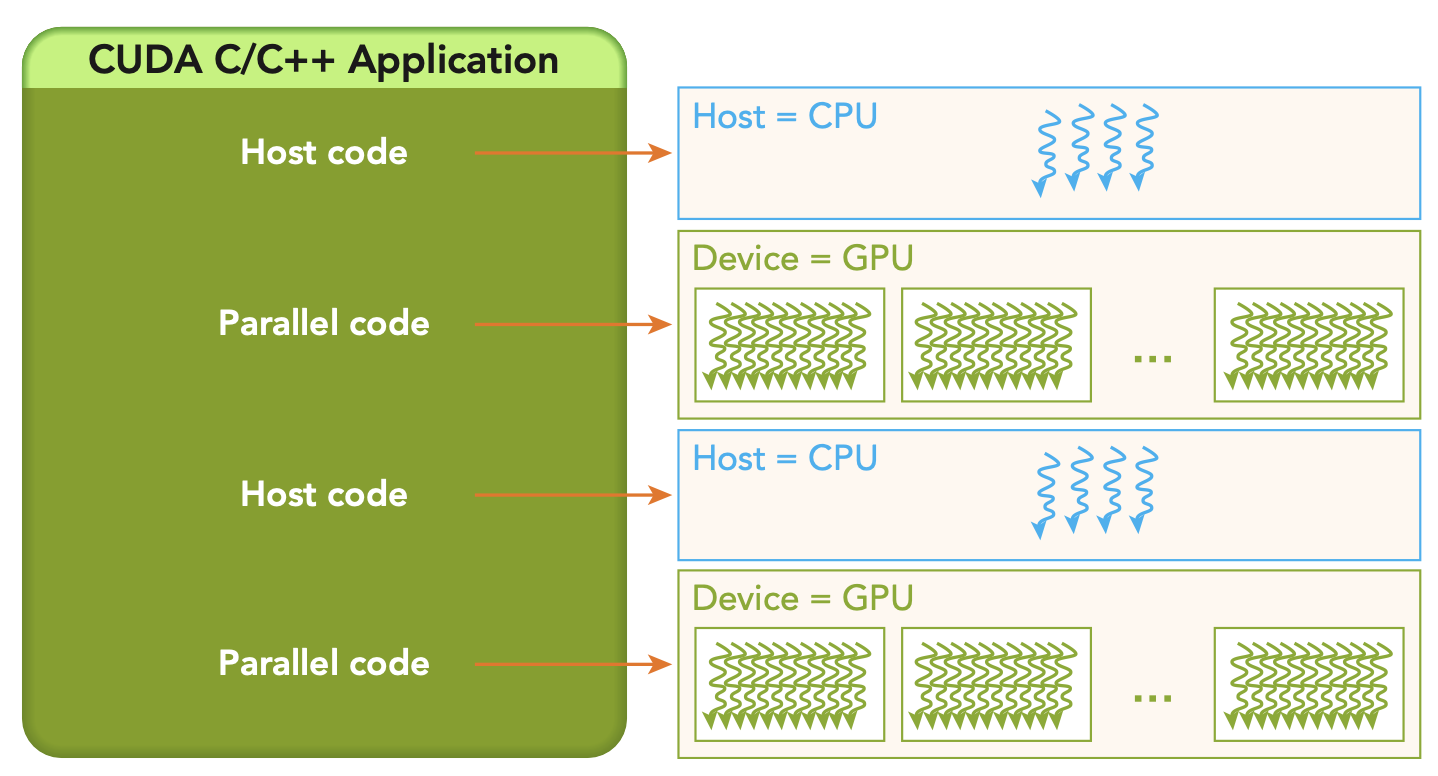 CUDA C/C++ Application
Host code
Host = CPU
Parallel code
Device = GPU
...
Host code
Host = CPU
Parallel code
Device = GPU
...